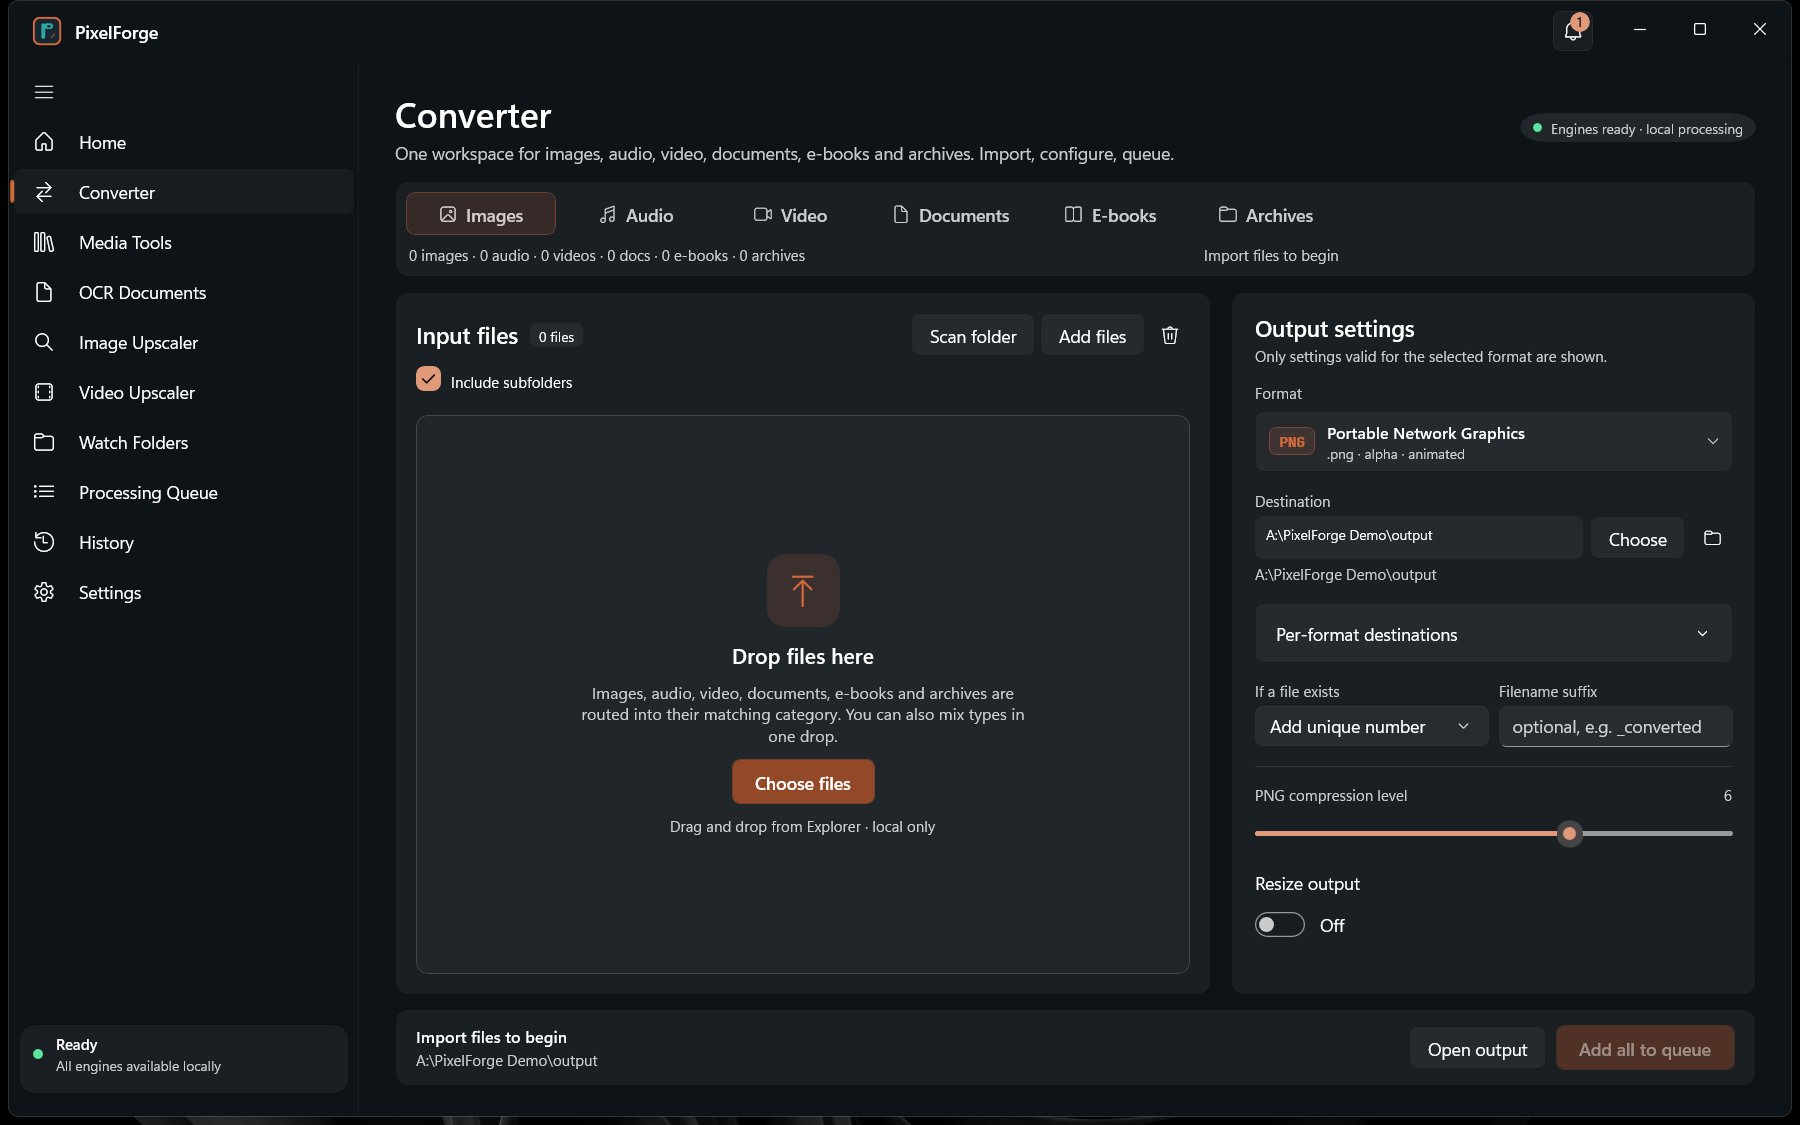 PixelForge
1
Home
Converter
Media Tools
OCR Documents
Image Upscaler
Video Upscaler
Watch Folders
Processing Queue
History
Settings
Ready
All engines available locally
Converter
One workspace for images, audio, video, documents, e-books and archives. Import, configure, queue.
Engines ready · local processing
Images
Audio
Video
Documents
E-books
Archives
0 images · 0 audio · 0 videos · 0 docs · 0 e-books · 0 archives
Import files to begin
Input files
0 files
Scan folder
Add files
Include subfolders
Drop files here
Images, audio, video, documents, e-books and archives are
routed into their matching category. You can also mix types in
one drop.
Choose files
Drag and drop from Explorer · local only
Output settings
Only settings valid for the selected format are shown.
Format
PNG
Portable Network Graphics
.png · alpha · animated
Destination
A:\PixelForge Demo\output
Choose
A:\PixelForge Demo\output
Per-format destinations
If a file exists
Filename suffix
Add unique number
optional, e.g. _converted
PNG compression level
6
Resize output
Off
Import files to begin
A:\PixelForge Demo\output
Open output
Add all to queue